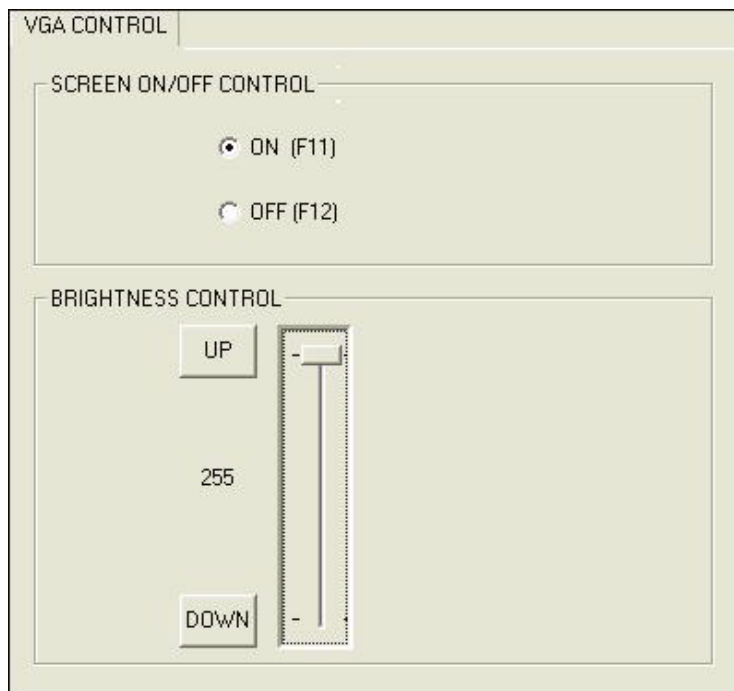 VGA CONTROL
SCREEN ON/OFF CONTROL
ON (F11)
OFF (F12)
BRIGHTNESS CONTROL
UP
255
DOWN